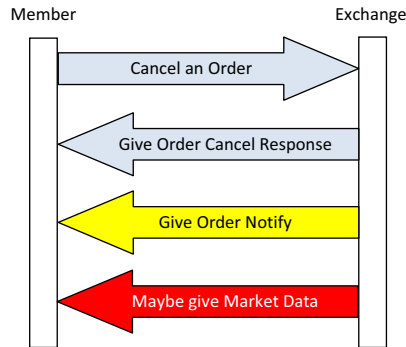 Member
Exchange
Cancel an Order
Give Order Cancel Response
Give Order Notify
Maybe give Market Data